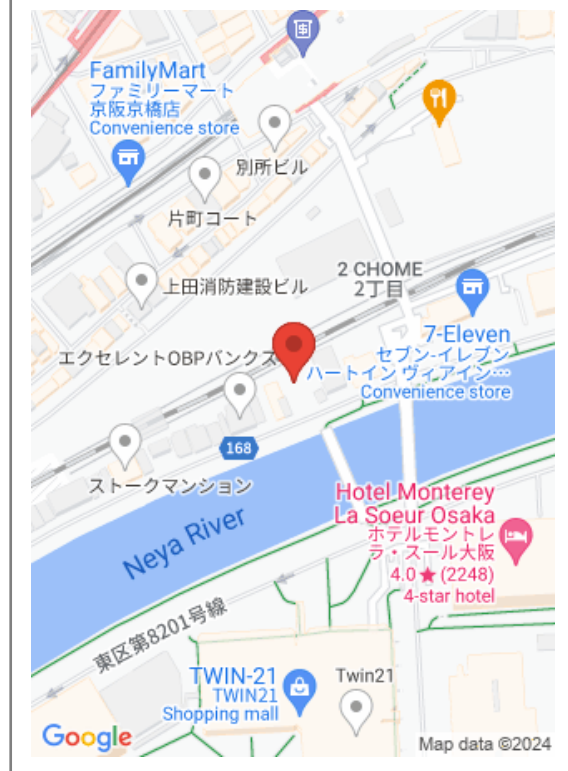 FamilyMart
ファミリーマート
京阪京橋店
Convenience store
別所ビル
片町コート
2 CHOME
2丁目
上田消防建設ビル
7-Eleven
セブン-イレブン
ハートイン ヴィアイン…
Convenience store
エクセレントOBPバンクス
168
ストークマンション
Neya River
Hotel Monterey
La Soeur Osaka
ホテルモントレ
ラ・スール大阪
4.0★(2248)
4-star hotel
東区第8201号線
TWIN-21
TWIN21
Shopping mall
Twin21
Google
Map data ©2024